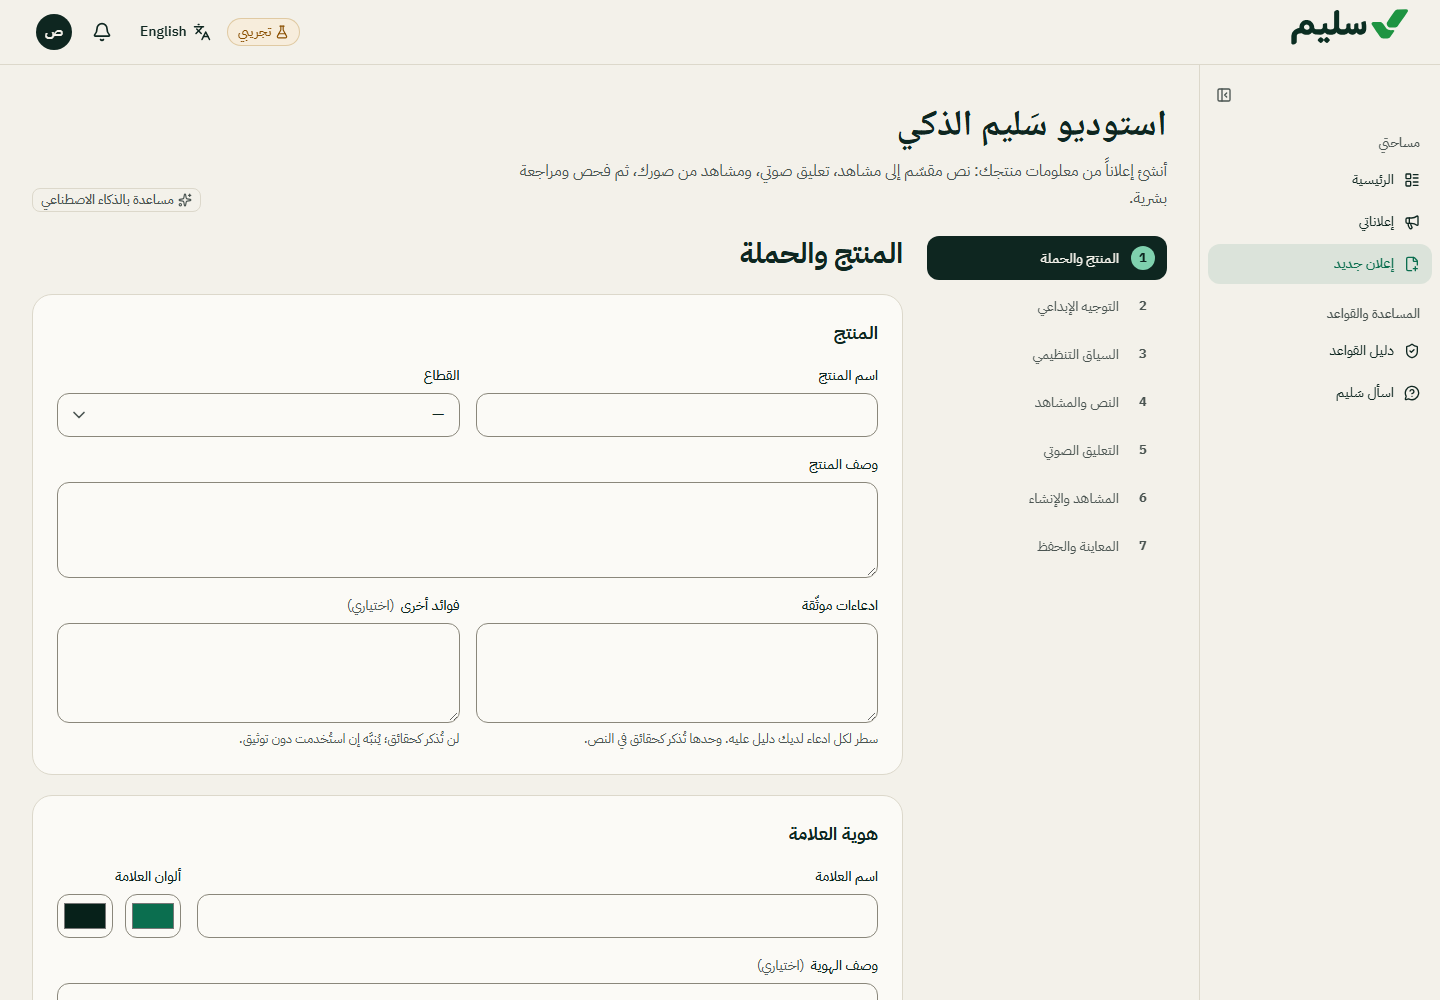 سليم
تجريبي
English
ص
مساحتي
الرئيسية
إعلاناتي
إعلان جديد
المساعدة والقواعد
دليل القواعد
اسأل سَليم
استوديو سَليم الذكي
أنشئ إعلاناً من معلومات منتجك: نص مقسّم إلى مشاهد، تعليق صوتي، ومشاهد من صورك، ثم فحص ومراجعة
بشرية.
مساعدة بالذكاء الاصطناعي
1 المنتج والحملة
2 التوجيه الإبداعي
3 السياق التنظيمي
4 النص والمشاهد
5 التعليق الصوتي
6 المشاهد والإنشاء
7 المعاينة والحفظ
المنتج والحملة
المنتج
اسم المنتج
القطاع
—
وصف المنتج
ادعاءات موثّقة
سطر لكل ادعاء لديك دليل عليه. وحدها تُذكر كحقائق في النص.
فوائد أخرى (اختياري)
لن تُذكر كحقائق؛ يُنبَّه إن استُخدمت دون توثيق.
هوية العلامة
اسم العلامة
ألوان العلامة
وصف الهوية (اختياري)